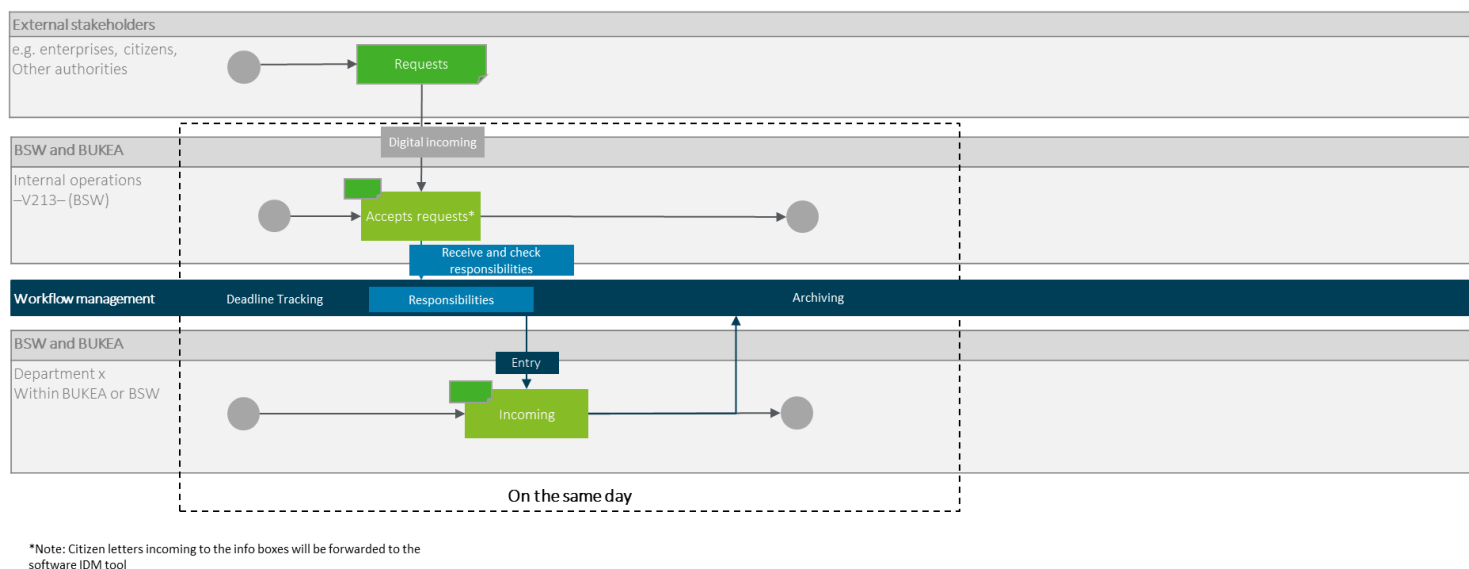 External stakeholders
e.g. enterprises, citizens,
Other authorities
Requests
Digital incoming
BSW and BUKEA
Internal operations
–V213– (BSW)
Accepts requests*
Receive and check
responsibilities
Workflow management
Deadline Tracking
Responsibilities
Archiving
BSW and BUKEA
Entry
Department x
Within BUKEA or BSW
Incoming
On the same day
*Note: Citizen letters incoming to the info boxes will be forwarded to the
software IDM tool